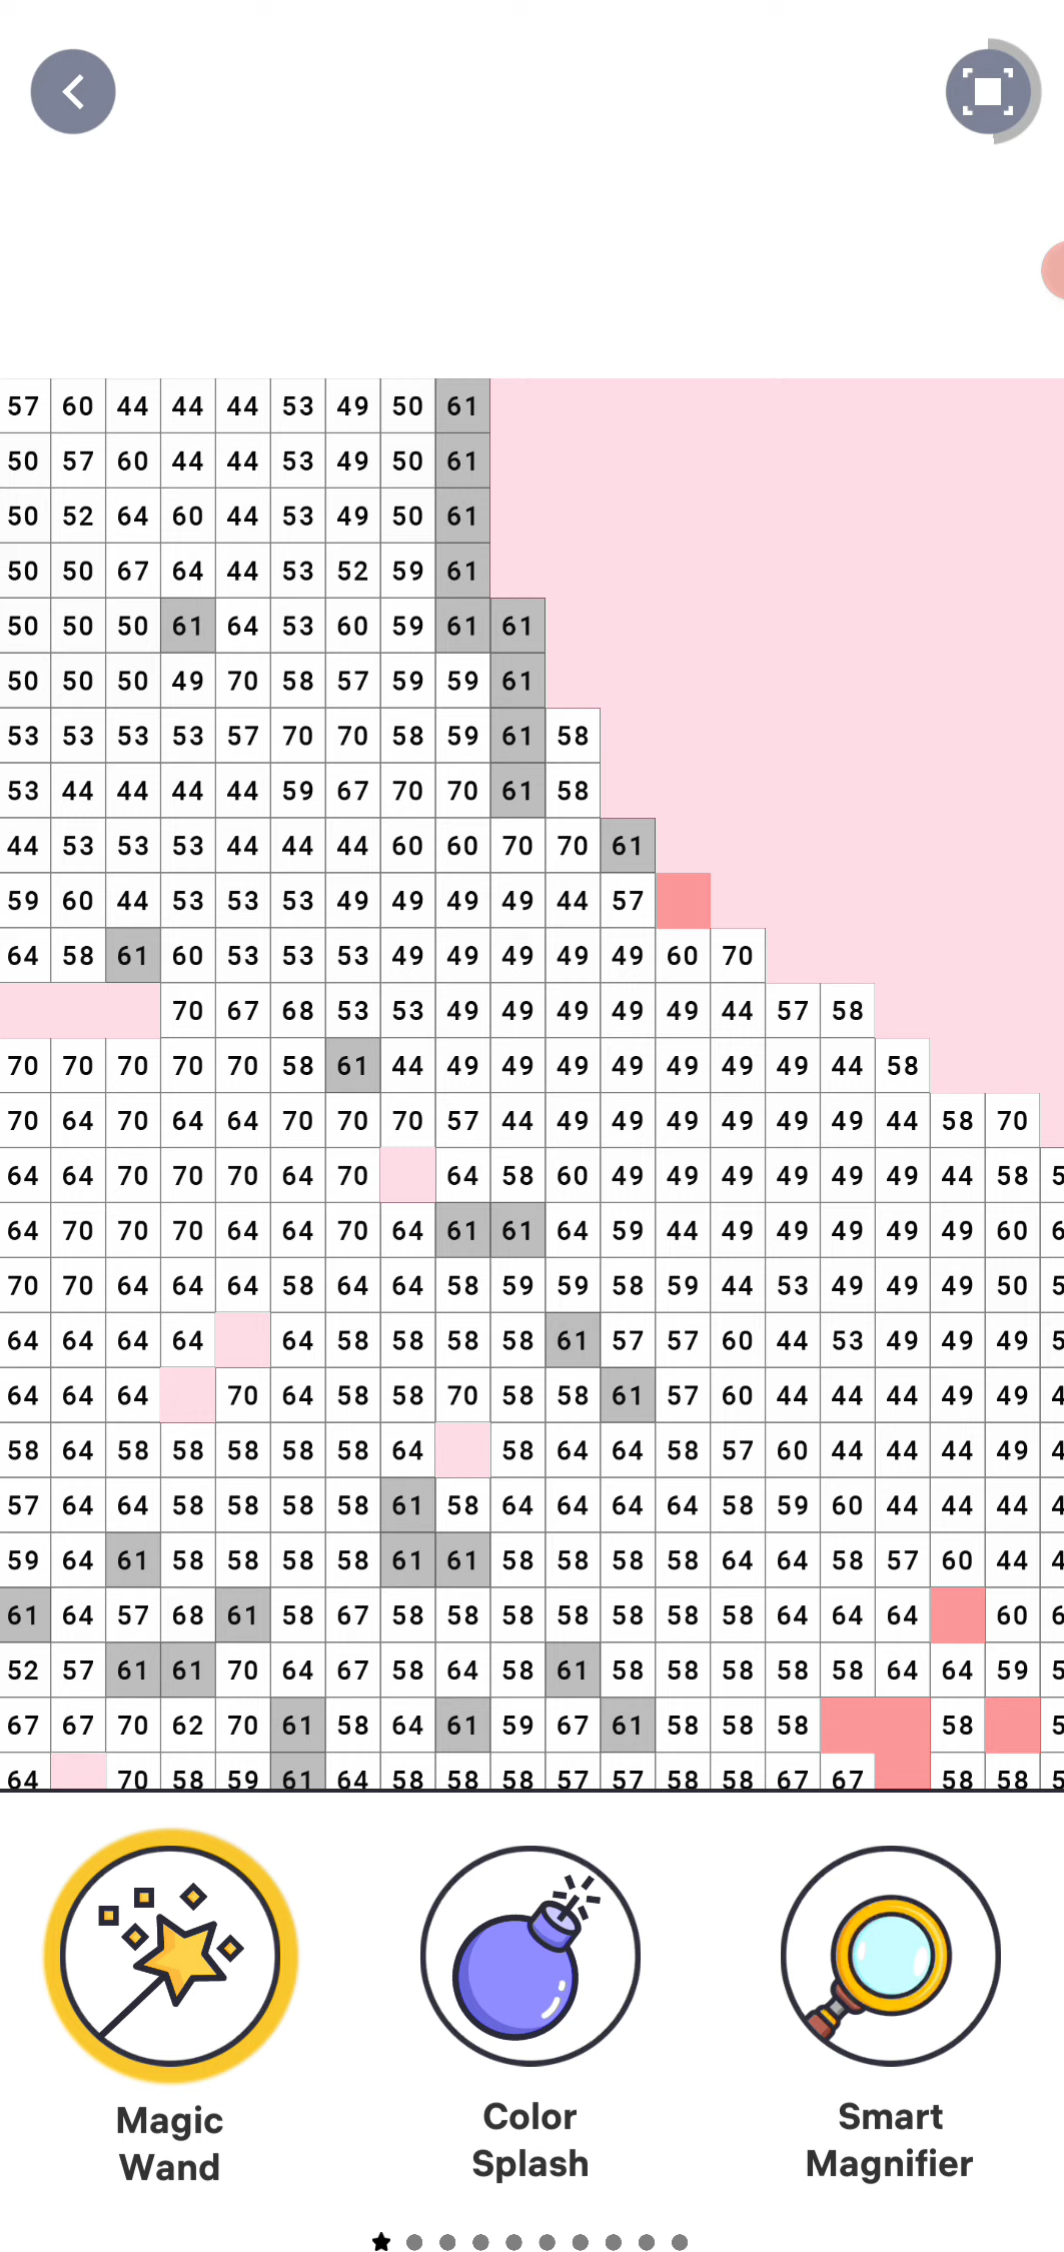 57 60 44 44 44 53 49 50 61
50 57 60 44 44 53 49 50 61
50 52 64 60 44 53 49 50 61
50 50 67 64 44 53 52 59 61
50 50 50 61 64 53 60 59 61 61
50 50 50 49 70 58 57 59 59 61
53 53 53 53 57 70 70 58 59 61 58
53 44 44 44 44 59 67 70 70 61 58
44 53 53 53 44 44 44 60 60 70 70 61
59 60 44 53 53 53 49 49 49 49 44 57
64 58 61 60 53 53 53 49 49 49 49 49 60 70
70 67 68 53 53 49 49 49 49 49 44 57 58
70 70 70 70 70 58 61 44 49 49 49 49 49 49 49 44 58
70 64 70 64 64 70 70 70 57 44 49 49 49 49 49 49 44 58 70
64 64 70 70 70 64 70 64 58 60 49 49 49 49 49 49 44 58
64 70 70 70 64 64 70 64 61 61 64 59 44 49 49 49 49 49 60
70 70 64 64 64 58 64 64 58 59 59 58 59 44 53 49 49 49 50
64 64 64 64 64 58 58 58 58 61 57 57 60 44 53 49 49 49
64 64 64 70 64 58 58 70 58 58 61 57 60 44 44 44 49 49
58 64 58 58 58 58 58 64 58 64 64 58 57 60 44 44 44 49
57 64 64 58 58 58 58 61 58 64 64 64 64 58 59 60 44 44 44
59 64 61 58 58 58 58 61 61 58 58 58 58 64 64 58 57 60 44
61 64 57 68 61 58 67 58 58 58 58 58 58 58 64 64 64 60
52 57 61 61 70 64 67 58 64 58 61 58 58 58 58 58 64 64 59
67 67 70 62 70 61 58 64 61 59 67 61 58 58 58 58
64 70 58 59 61 64 58 58 58 57 57 58 58 67 67 58 58
Magic Color Smart
Wand Splash Magnifier